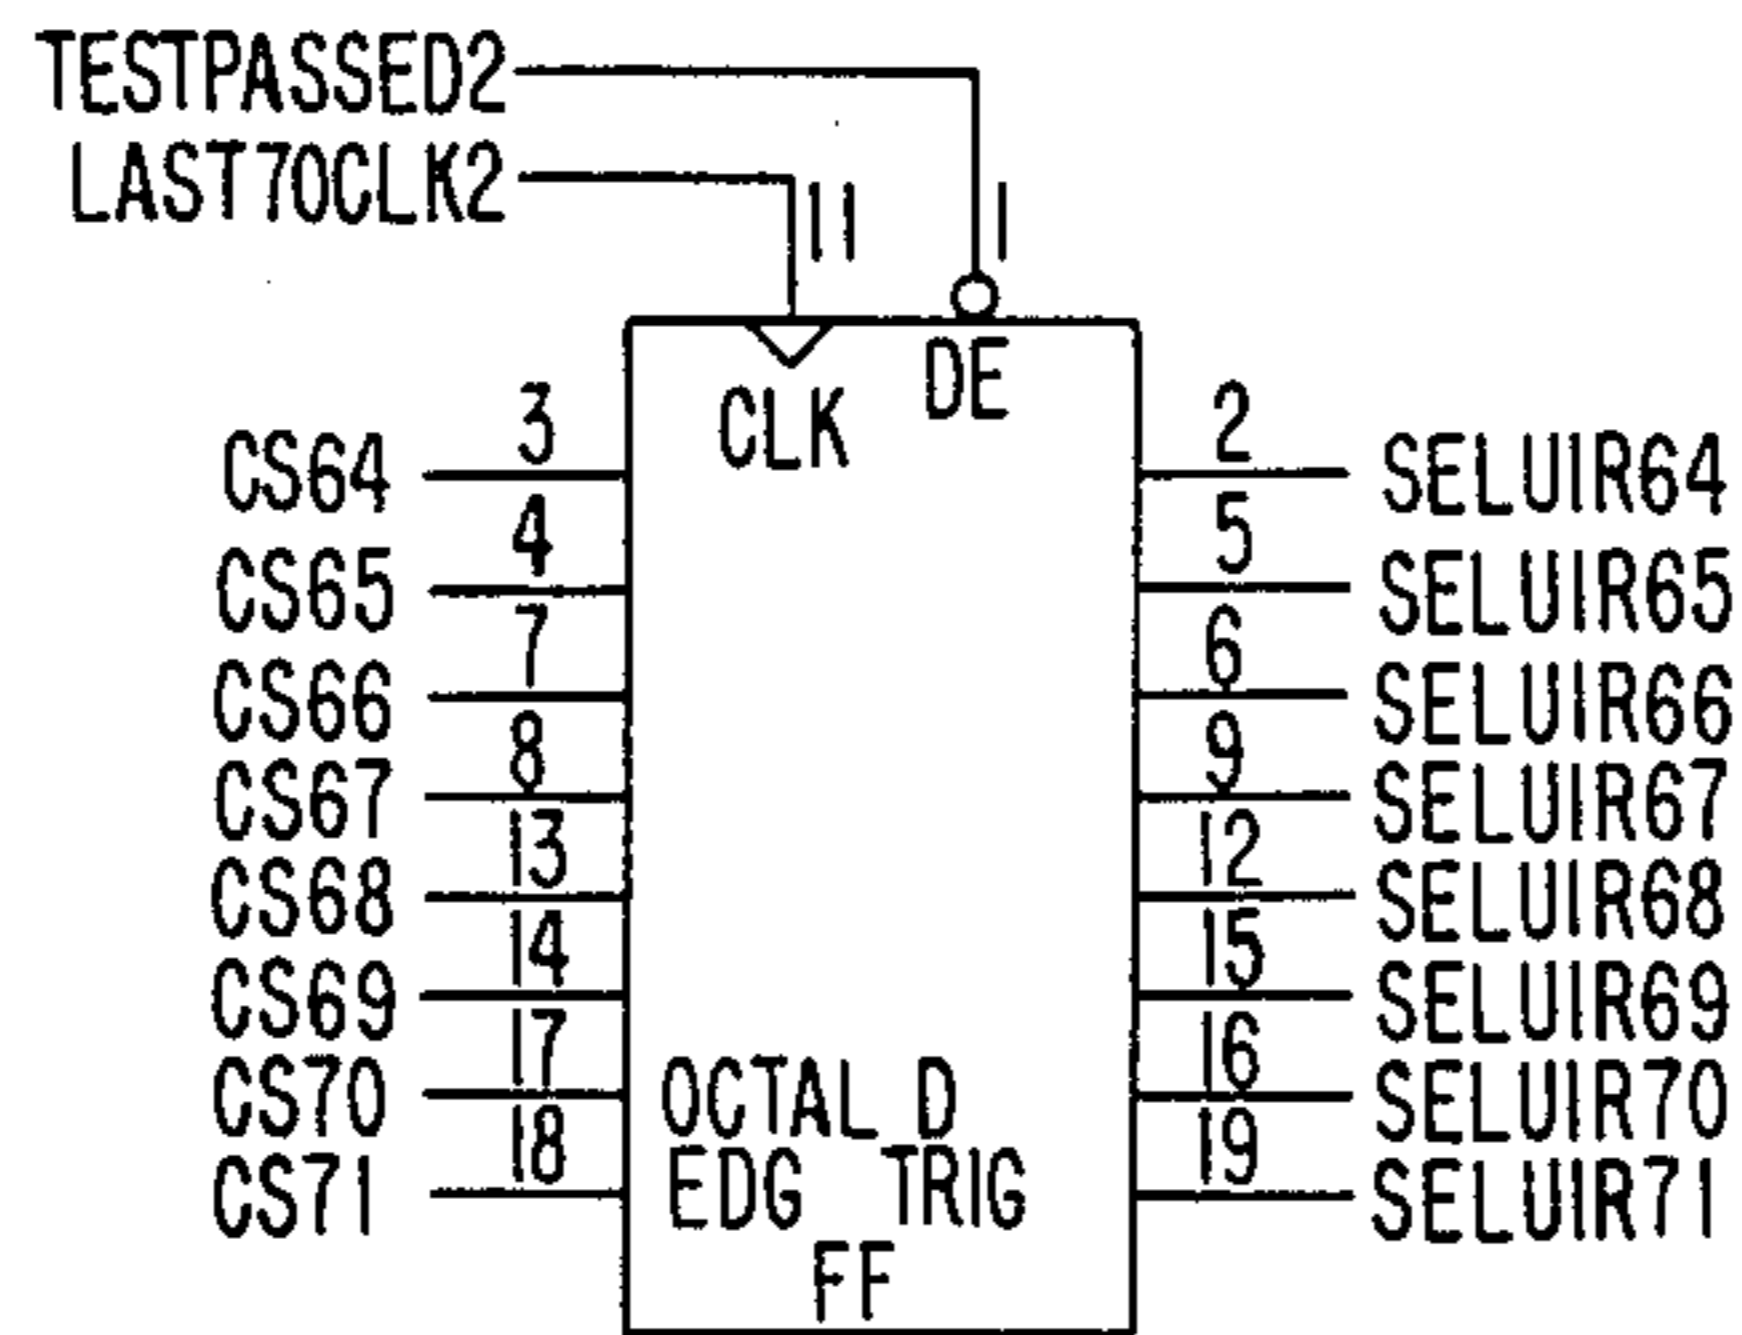 TESTPASSED2
LAST70CLK2
11 1
CLK DE
CS64 3 2 SELUIR64
CS65 4 5 SELUIR65
CS66 7 6 SELUIR66
CS67 8 9 SELUIR67
CS68 13 12 SELUIR68
CS69 14 15 SELUIR69
CS70 17 16 SELUIR70
CS71 18 19 SELUIR71
OCTAL D
EDG TRIG
FF